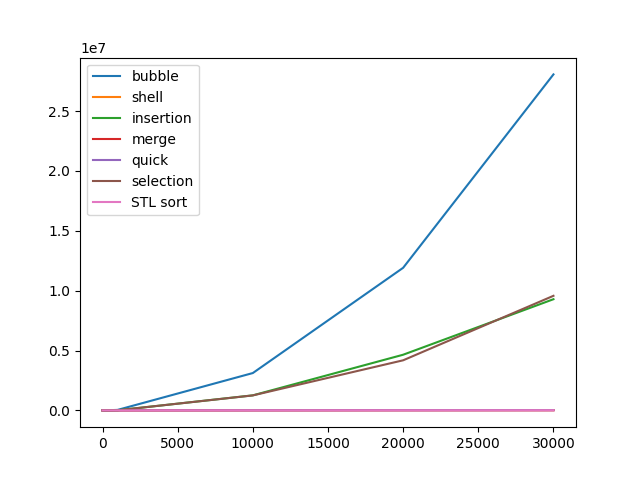 1e7
bubble
shell
insertion
merge
quick
selection
STL sort
2.5
2.0
1.5
1.0
0.5
0.0
0 5000 10000 15000 20000 25000 30000